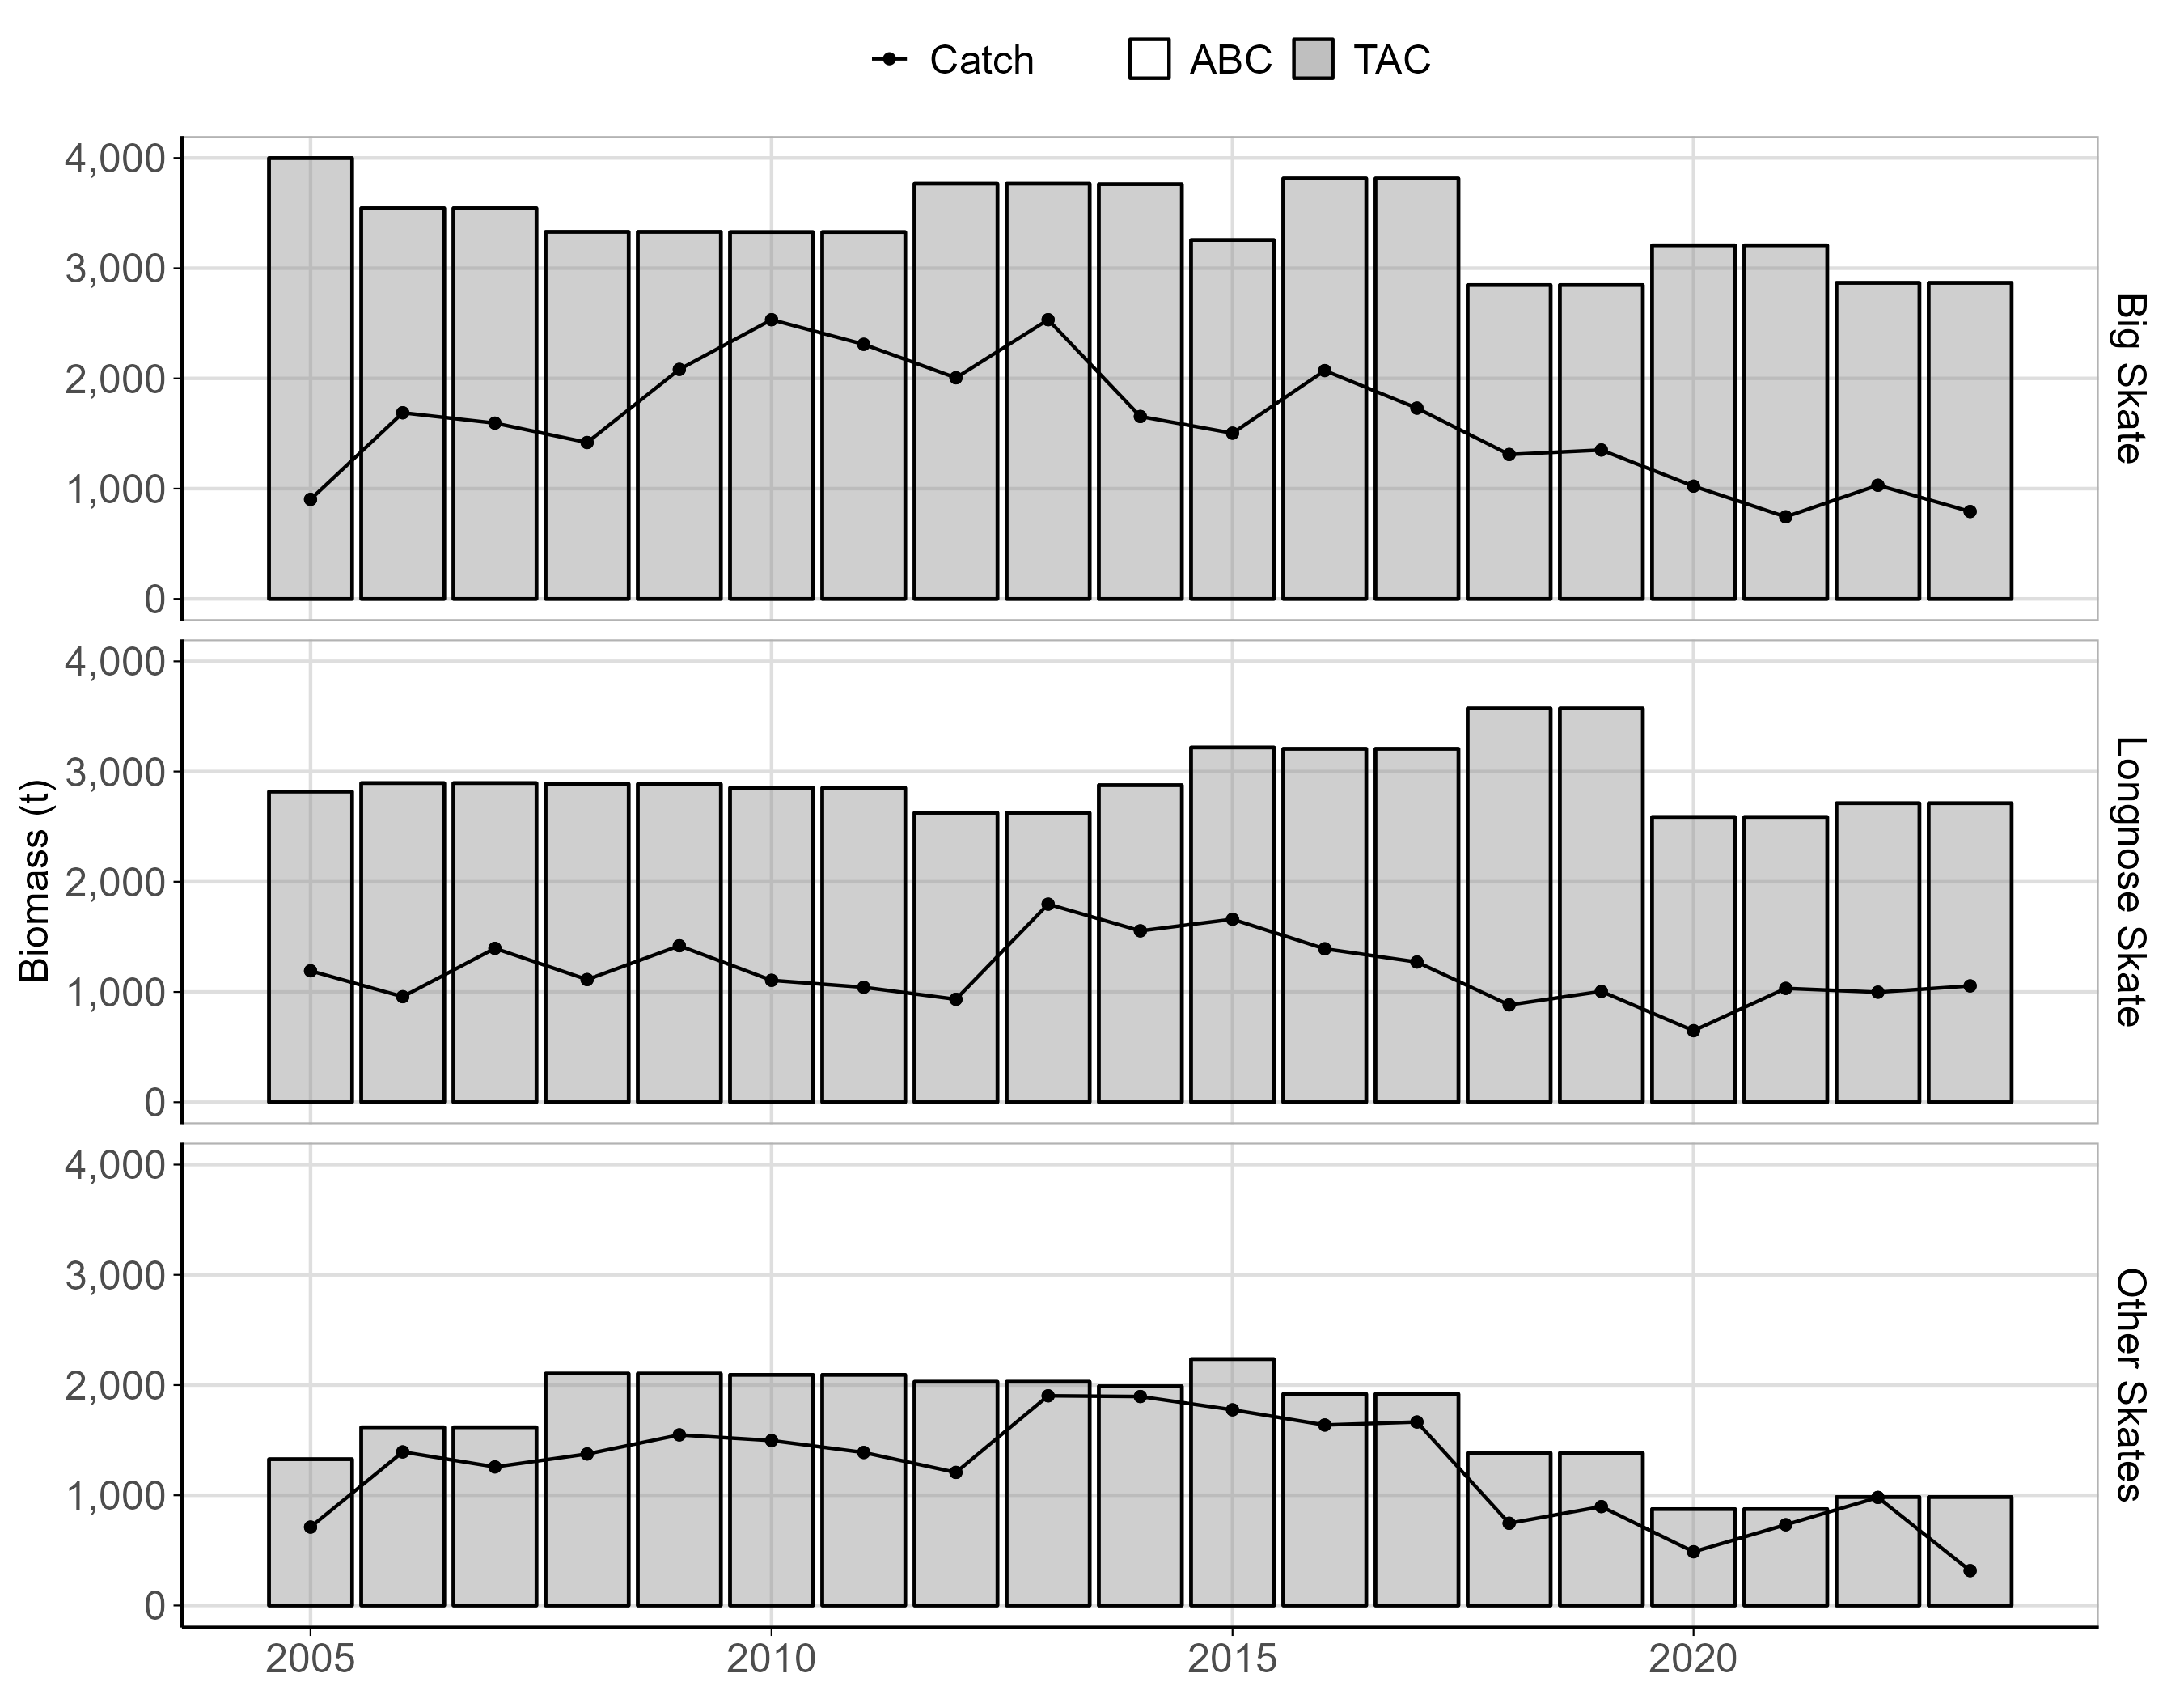 Catch ABC TAC
4,000
3,000
2,000
1,000
0
Big Skate
4,000
3,000
2,000
1,000
0
Longnose Skate
Biomass (t)
4,000
3,000
2,000
1,000
0
Other Skates
2005 2010 2015 2020